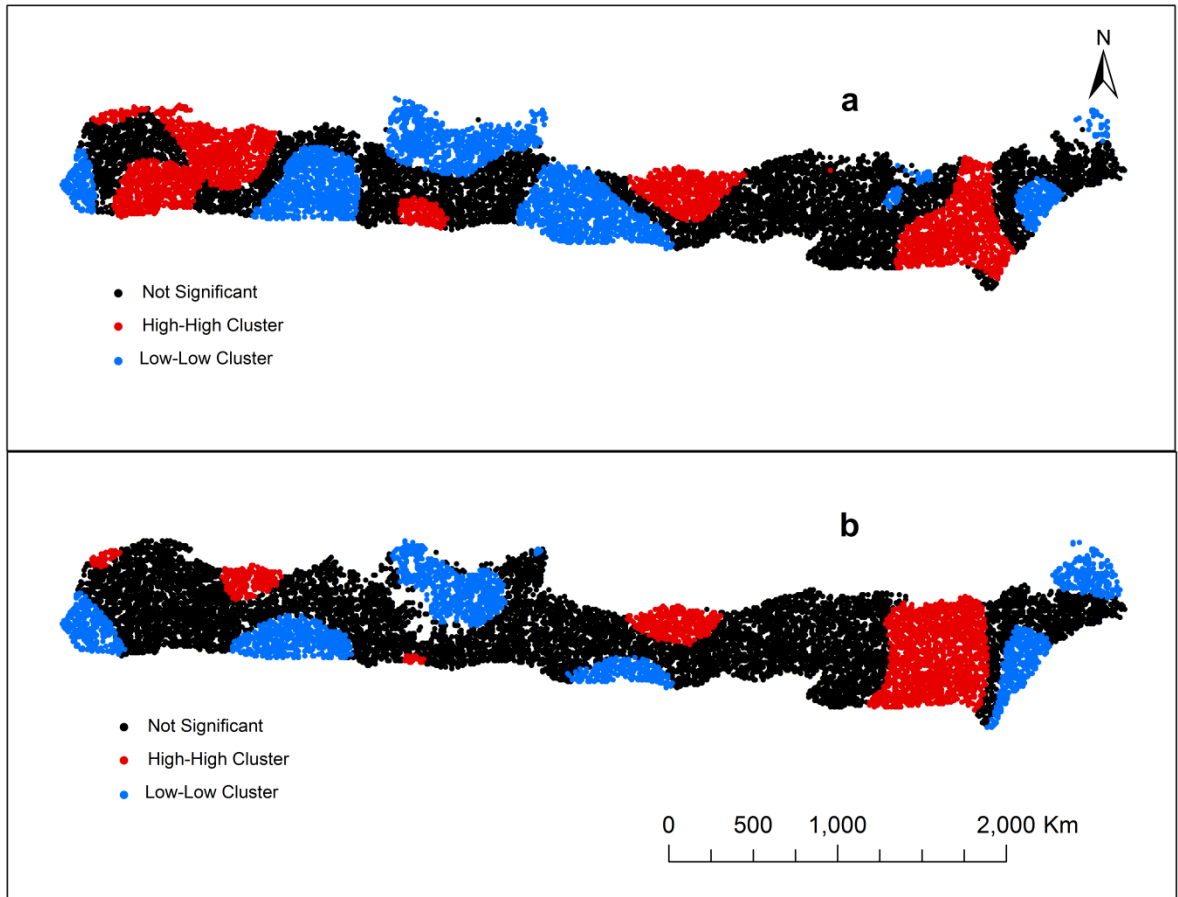 N
a
Not Significant
High-High Cluster
Low-Low Cluster
b
Not Significant
High-High Cluster
Low-Low Cluster
0 500 1,000 2,000 Km